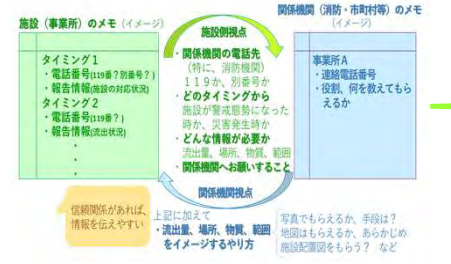 関係機関（消防・市町村等）のメモ
（イメージ）
施設（事業所）のメモ（イメージ）
タイミング１
・電話番号(119番？別番号？)
・報告情報(施設の対応状況)
タイミング２
・電話番号(119番？)
・報告情報(流出状況)
・
・
・
施設側視点
・関係機関の電話先
（特に、消防機関）
１１９か、別番号か
・どのタイミングから
施設が警戒態勢になった
時か、災害発生時か
・どんな情報が必要か
流出量、場所、物質、範囲
・関係機関へお願いすること
事業所Ａ
・連絡電話番号
・役割、何を教えてもら
えるか
関係機関視点
信頼関係があれば、
情報を伝えやすい
上記に加えて
・流出量、場所、物質、範囲
をイメージするやり方
写真でもらえるか、手段は？
地図はもらえるか、あらかじめ
施設配置図をもらう？ など